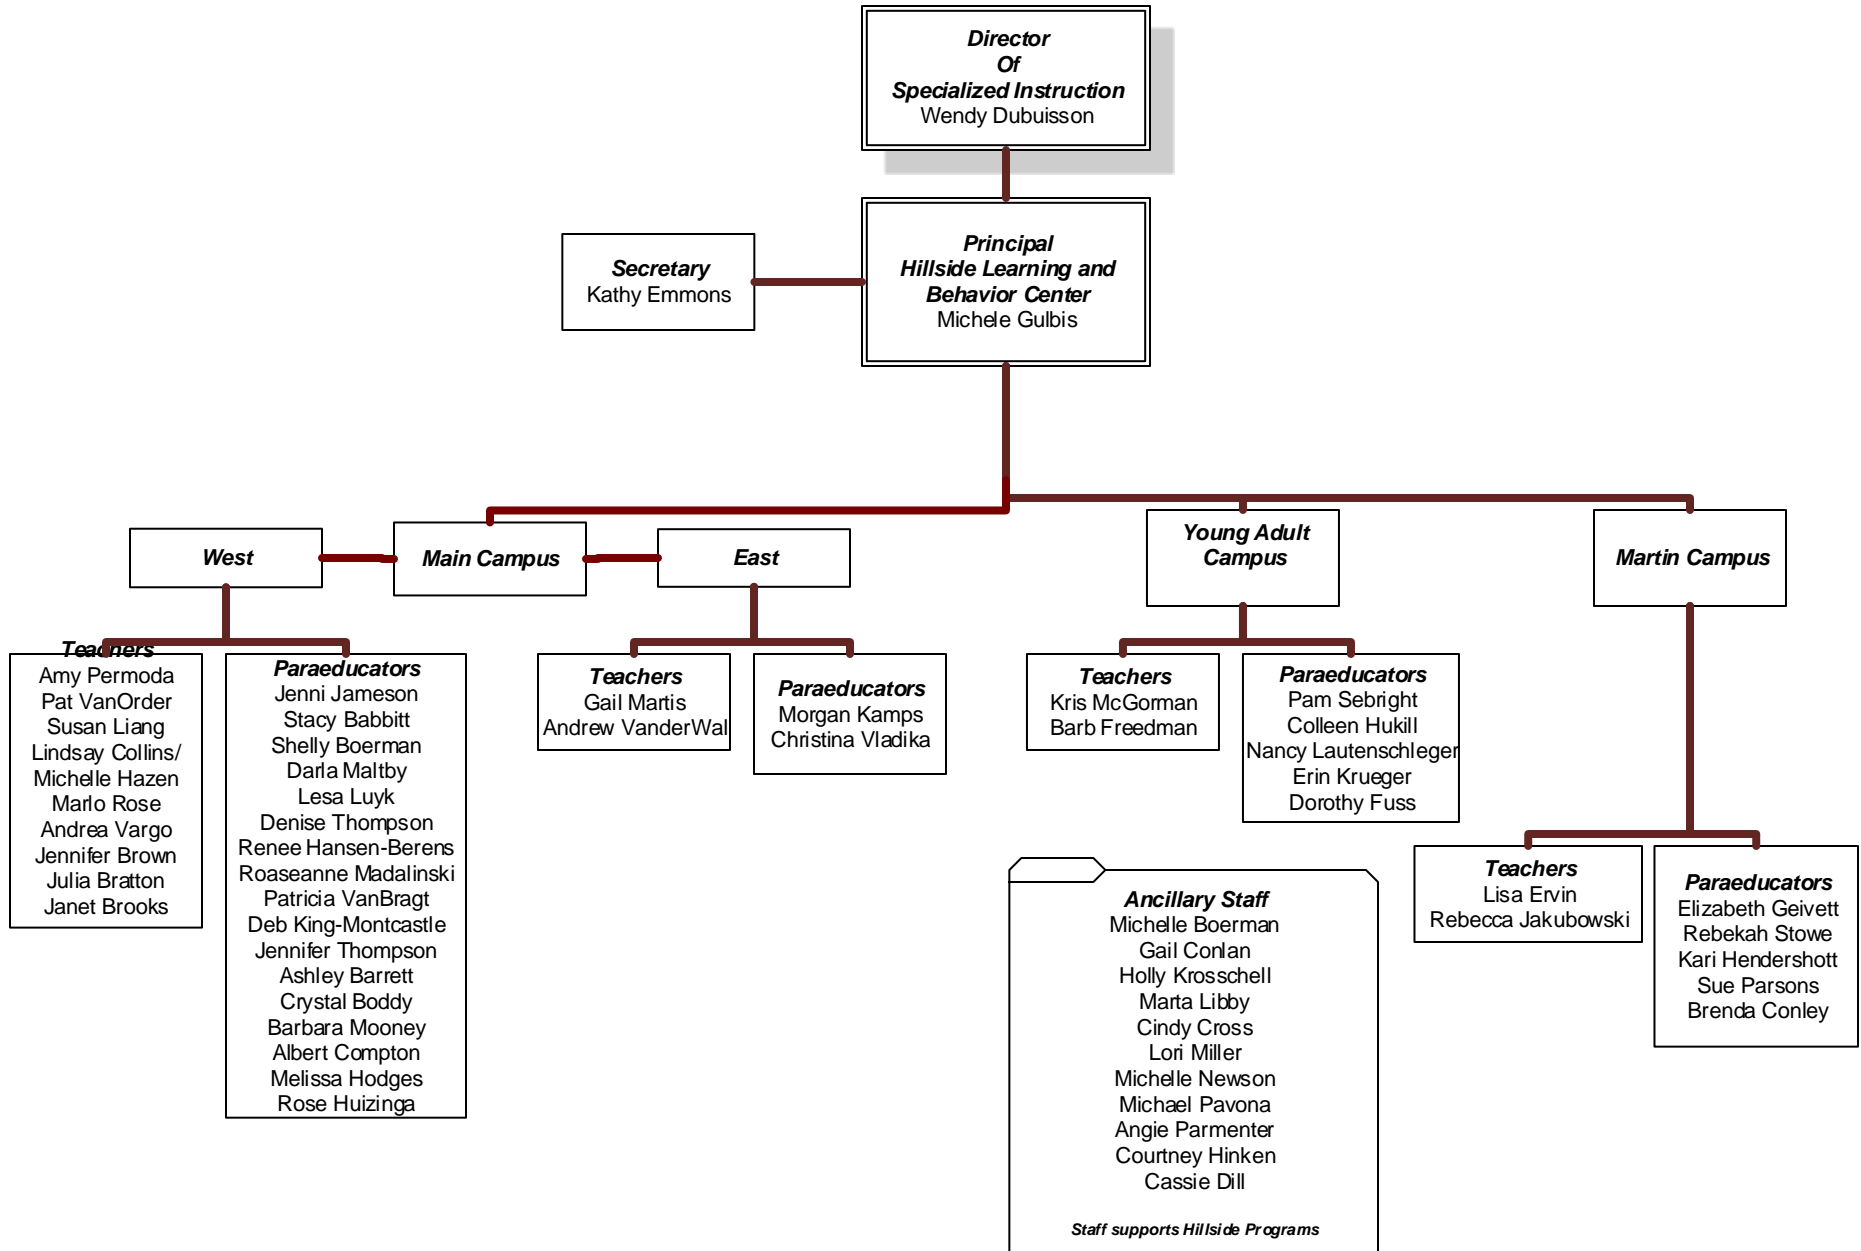 Director
Of
Specialized Instruction
Wendy Dubuisson
Secretary
Kathy Emmons
Principal
Hillside Learning and
Behavior Center
Michele Gulbis
West
Main Campus
East
Young Adult
Campus
Martin Campus
Teachers
Amy Permoda
Pat VanOrder
Susan Liang
Lindsay Collins/
Michelle Hazen
Marlo Rose
Andrea Vargo
Jennifer Brown
Julia Bratton
Janet Brooks
Paraeducators
Jenni Jameson
Stacy Babbitt
Shelly Boerman
Darla Maltby
Lesa Luyk
Denise Thompson
Renee Hansen-Berens
Roaseanne Madalinski
Patricia VanBragt
Deb King-Montcastle
Jennifer Thompson
Ashley Barrett
Crystal Boddy
Barbara Mooney
Albert Compton
Melissa Hodges
Rose Huizinga
Teachers
Gail Martis
Andrew VanderWal
Paraeducators
Morgan Kamps
Christina Vladika
Teachers
Kris McGorman
Barb Freedman
Paraeducators
Pam Sebright
Colleen Hukill
Nancy Lautenschleger
Erin Krueger
Dorothy Fuss
Teachers
Lisa Ervin
Rebecca Jakubowski
Paraeducators
Elizabeth Geivett
Rebekah Stowe
Kari Hendershott
Sue Parsons
Brenda Conley
Ancillary Staff
Michelle Boerman
Gail Conlan
Holly Krosschell
Marta Libby
Cindy Cross
Lori Miller
Michelle Newson
Michael Pavona
Angie Parmenter
Courtney Hinken
Cassie Dill
Staff supports Hillside Programs